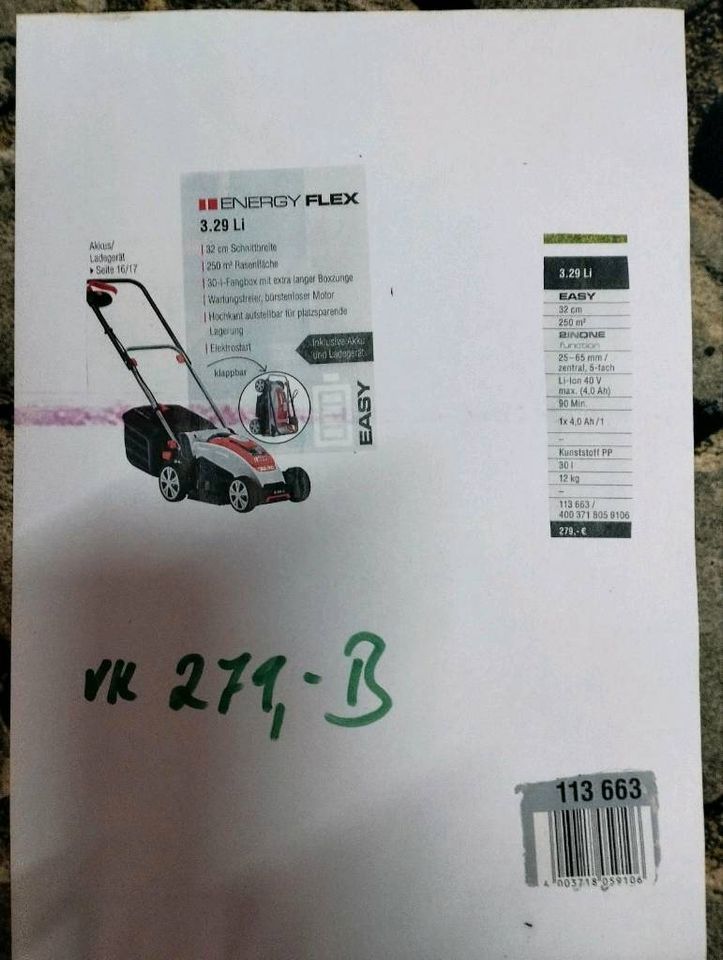 ENERGY FLEX
3.29 Li
32 cm Schnittbreite
250 m² Rasenfläche
30-l-Fangbox mit extra langer Boxzunge
Wartungsfreier, bürstenloser Motor
Hochkant aufstellbar für platzsparende
Lagerung
Elektrostart
Akkus/
Ladegerät
▸ Seite 16/17
klappbar
Inklusive Akku
und Ladegerät.
EASY
3.29 Li
EASY
32 cm
250 m²
2INONE
function
25–65 mm /
zentral, 5-fach
Li-Ion 40 V
max. (4,0 Ah)
90 Min.
1x 4,0 Ah / 1
–
Kunststoff PP
30 l
12 kg
–
113 663 /
400 371 805 9106
279,- €
VK 279,- B
113 663
4 003718 059106